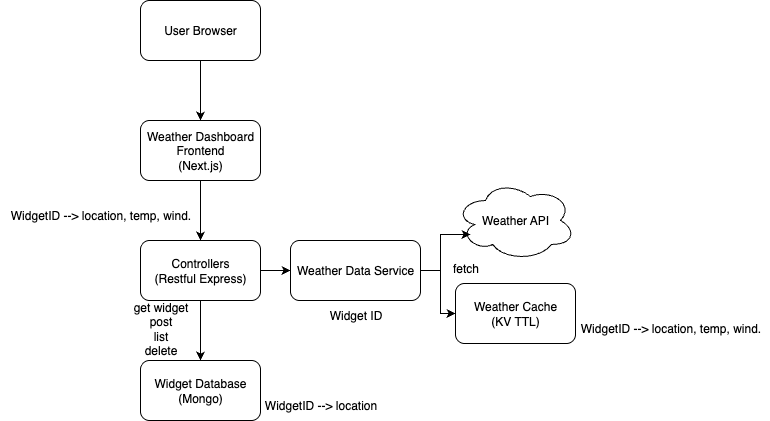 User Browser
Weather Dashboard
Frontend
(Next.js)
WidgetID --> location, temp, wind.
Weather API
Controllers
(Restful Express)
Weather Data Service
fetch
get widget
post
list
delete
Widget ID
Weather Cache
(KV TTL)
WidgetID --> location, temp, wind.
Widget Database
(Mongo)
WidgetID --> location